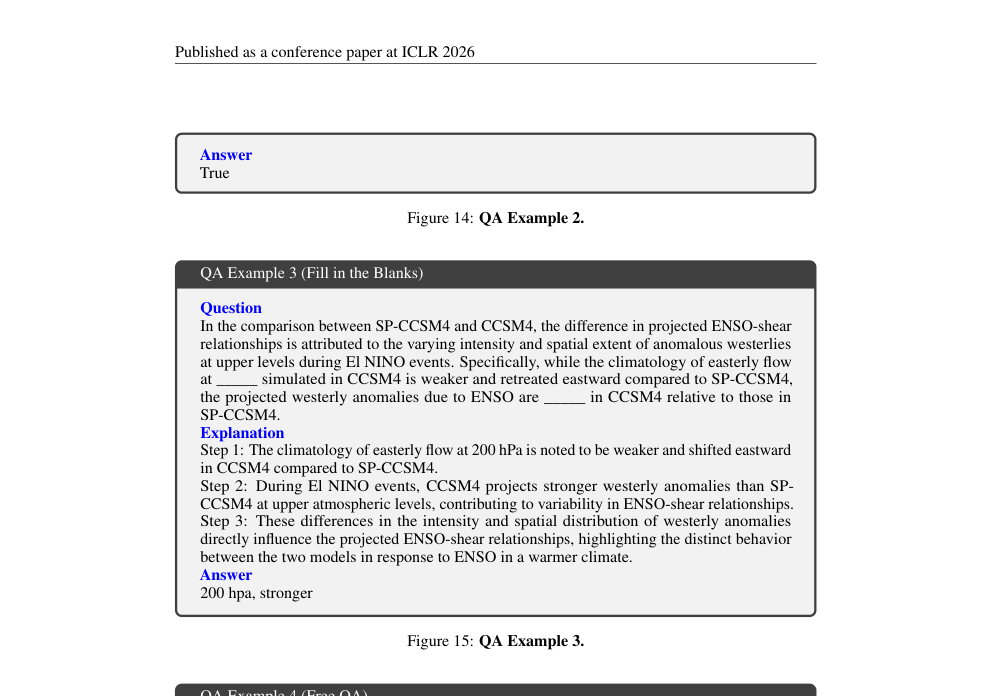 Published as a conference paper at ICLR 2026
Answer
True
Figure 14: QA Example 2.
QA Example 3 (Fill in the Blanks)
Question
In the comparison between SP-CCSM4 and CCSM4, the difference in projected ENSO-shear
relationships is attributed to the varying intensity and spatial extent of anomalous westerlies
at upper levels during El NINO events. Specifically, while the climatology of easterly flow
at _____ simulated in CCSM4 is weaker and retreated eastward compared to SP-CCSM4,
the projected westerly anomalies due to ENSO are _____ in CCSM4 relative to those in
SP-CCSM4.
Explanation
Step 1: The climatology of easterly flow at 200 hPa is noted to be weaker and shifted eastward
in CCSM4 compared to SP-CCSM4.
Step 2: During El NINO events, CCSM4 projects stronger westerly anomalies than SP-
CCSM4 at upper atmospheric levels, contributing to variability in ENSO-shear relationships.
Step 3: These differences in the intensity and spatial distribution of westerly anomalies
directly influence the projected ENSO-shear relationships, highlighting the distinct behavior
between the two models in response to ENSO in a warmer climate.
Answer
200 hpa, stronger
Figure 15: QA Example 3.
QA Example 4 (Free QA)